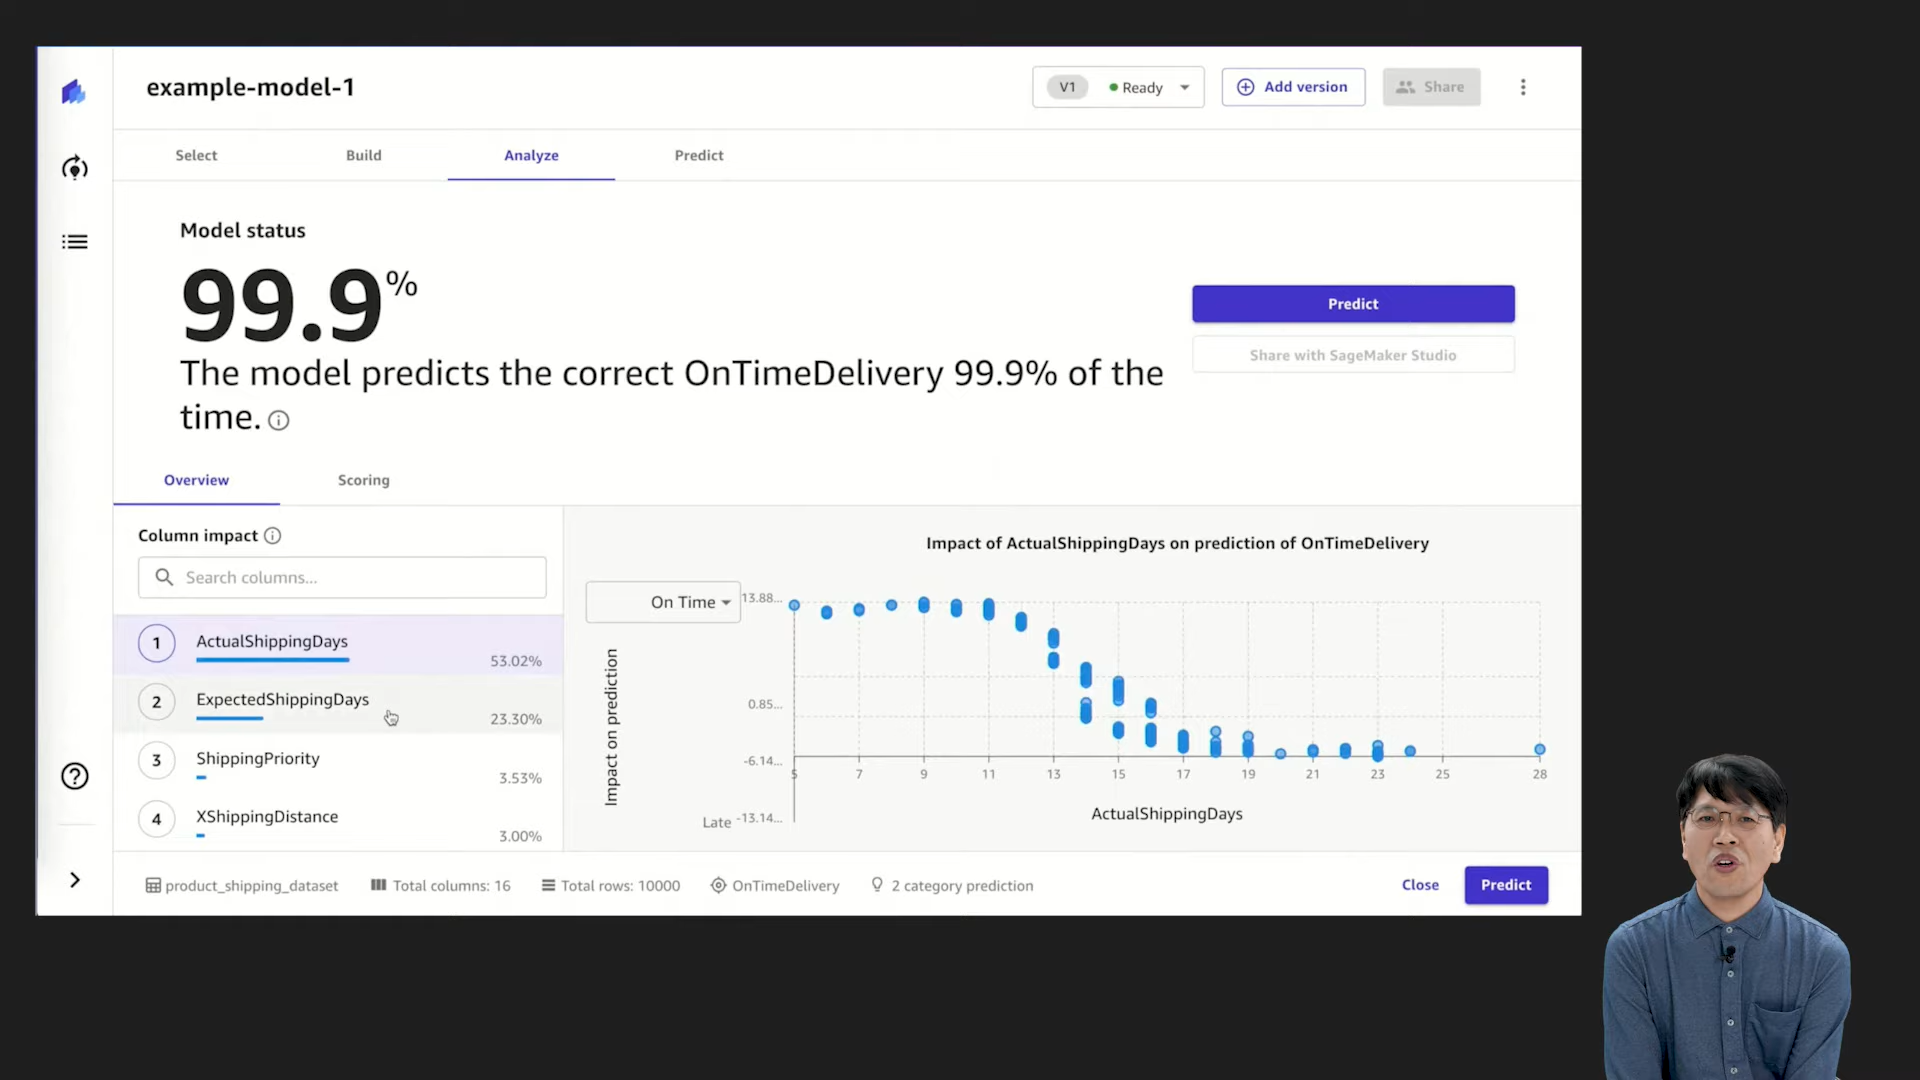 example-model-1
V1
Ready
Add version
Share
Select
Build
Analyze
Predict
Model status
99.9%
The model predicts the correct OnTimeDelivery 99.9% of the
time.
Predict
Share with SageMaker Studio
Overview
Scoring
Column impact
Search columns...
1
ActualShippingDays
53.02%
2
ExpectedShippingDays
23.30%
3
ShippingPriority
3.53%
4
XShippingDistance
3.00%
Impact of ActualShippingDays on prediction of OnTimeDelivery
On Time
13.88...
0.85...
-6.14...
Late -13.14...
Impact on prediction
5 7 9 11 13 15 17 19 21 23 25 28
ActualShippingDays
product_shipping_dataset
Total columns: 16
Total rows: 10000
OnTimeDelivery
2 category prediction
Close
Predict